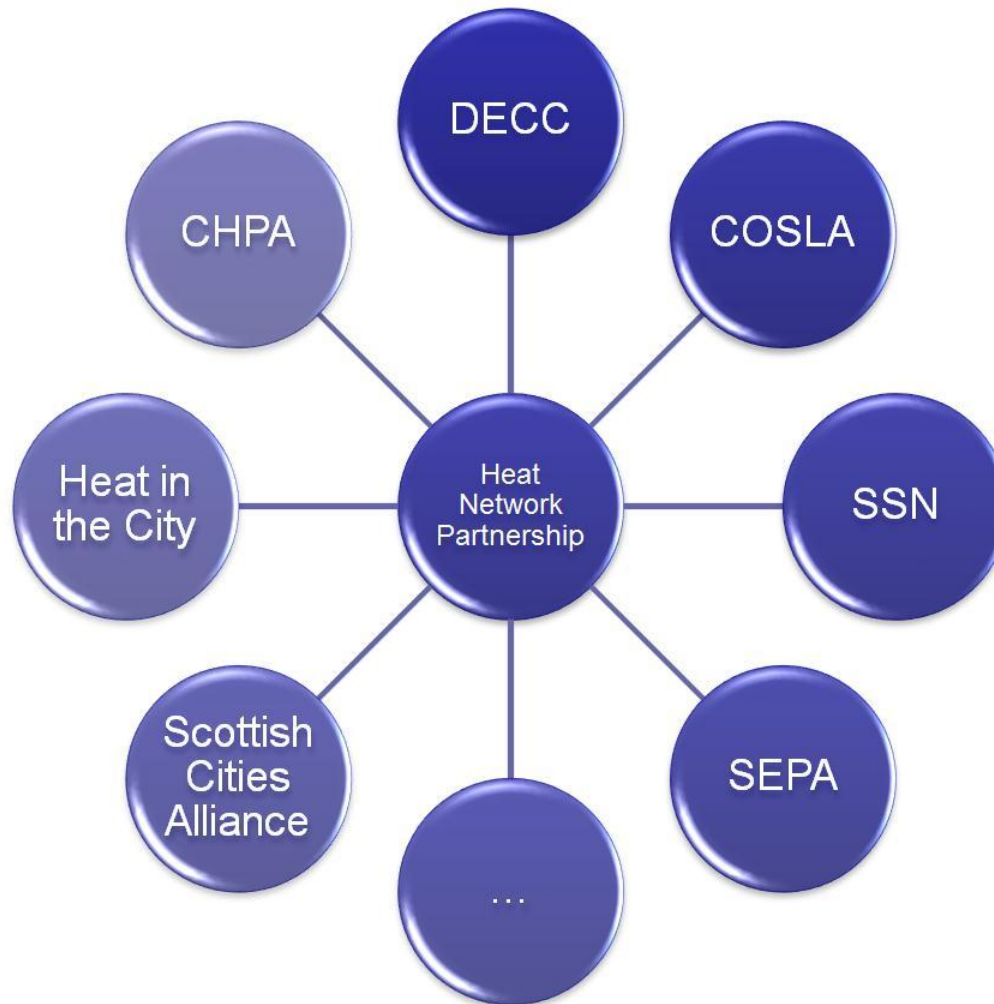 DECC
CHPA
COSLA
Heat in
the City
Heat
Network
Partnership
SSN
Scottish
Cities
Alliance
SEPA
...